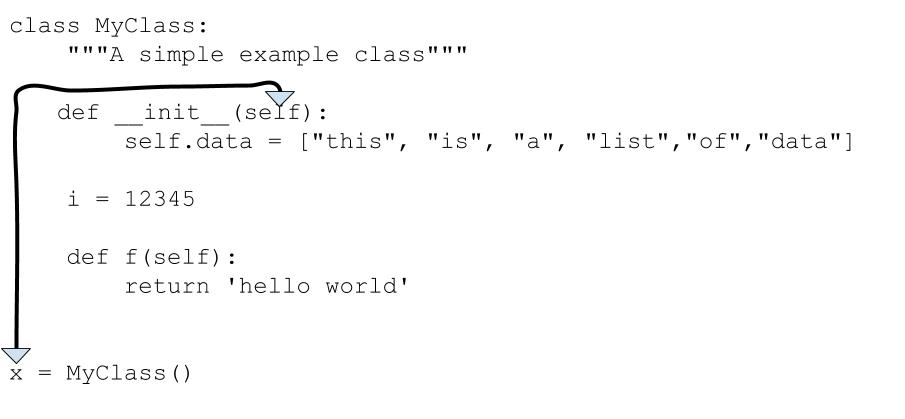 class MyClass:
"""A simple example class"""
def __init__(self):
self.data = ["this", "is", "a", "list","of","data"]
i = 12345
def f(self):
return 'hello world'
x = MyClass()